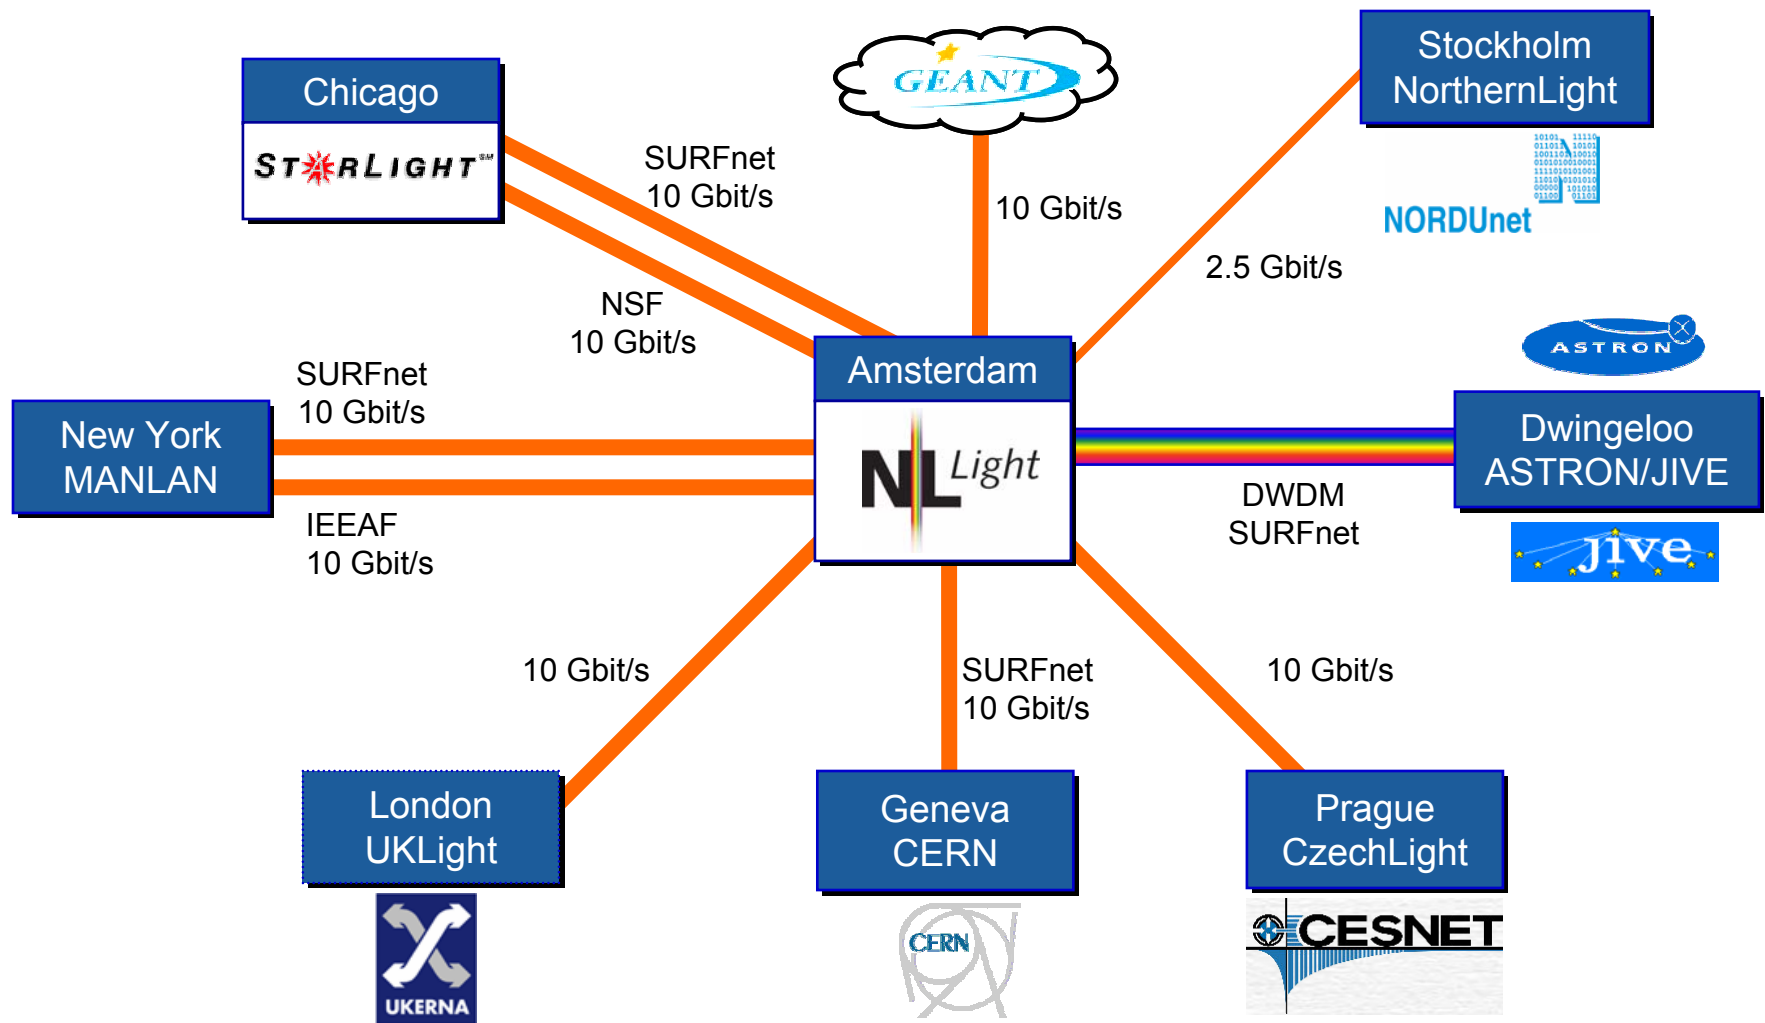 Chicago
STARLIGHT℠
GEANT
Stockholm
NorthernLight
NORDUnet
SURFnet
10 Gbit/s
10 Gbit/s
2.5 Gbit/s
NSF
10 Gbit/s
SURFnet
10 Gbit/s
New York
MANLAN
IEEAF
10 Gbit/s
Amsterdam
NL Light
ASTRON
Dwingeloo
ASTRON/JIVE
DWDM
SURFnet
jive
10 Gbit/s
SURFnet
10 Gbit/s
10 Gbit/s
London
UKLight
UKERNA
Geneva
CERN
CERN
Prague
CzechLight
CESNET